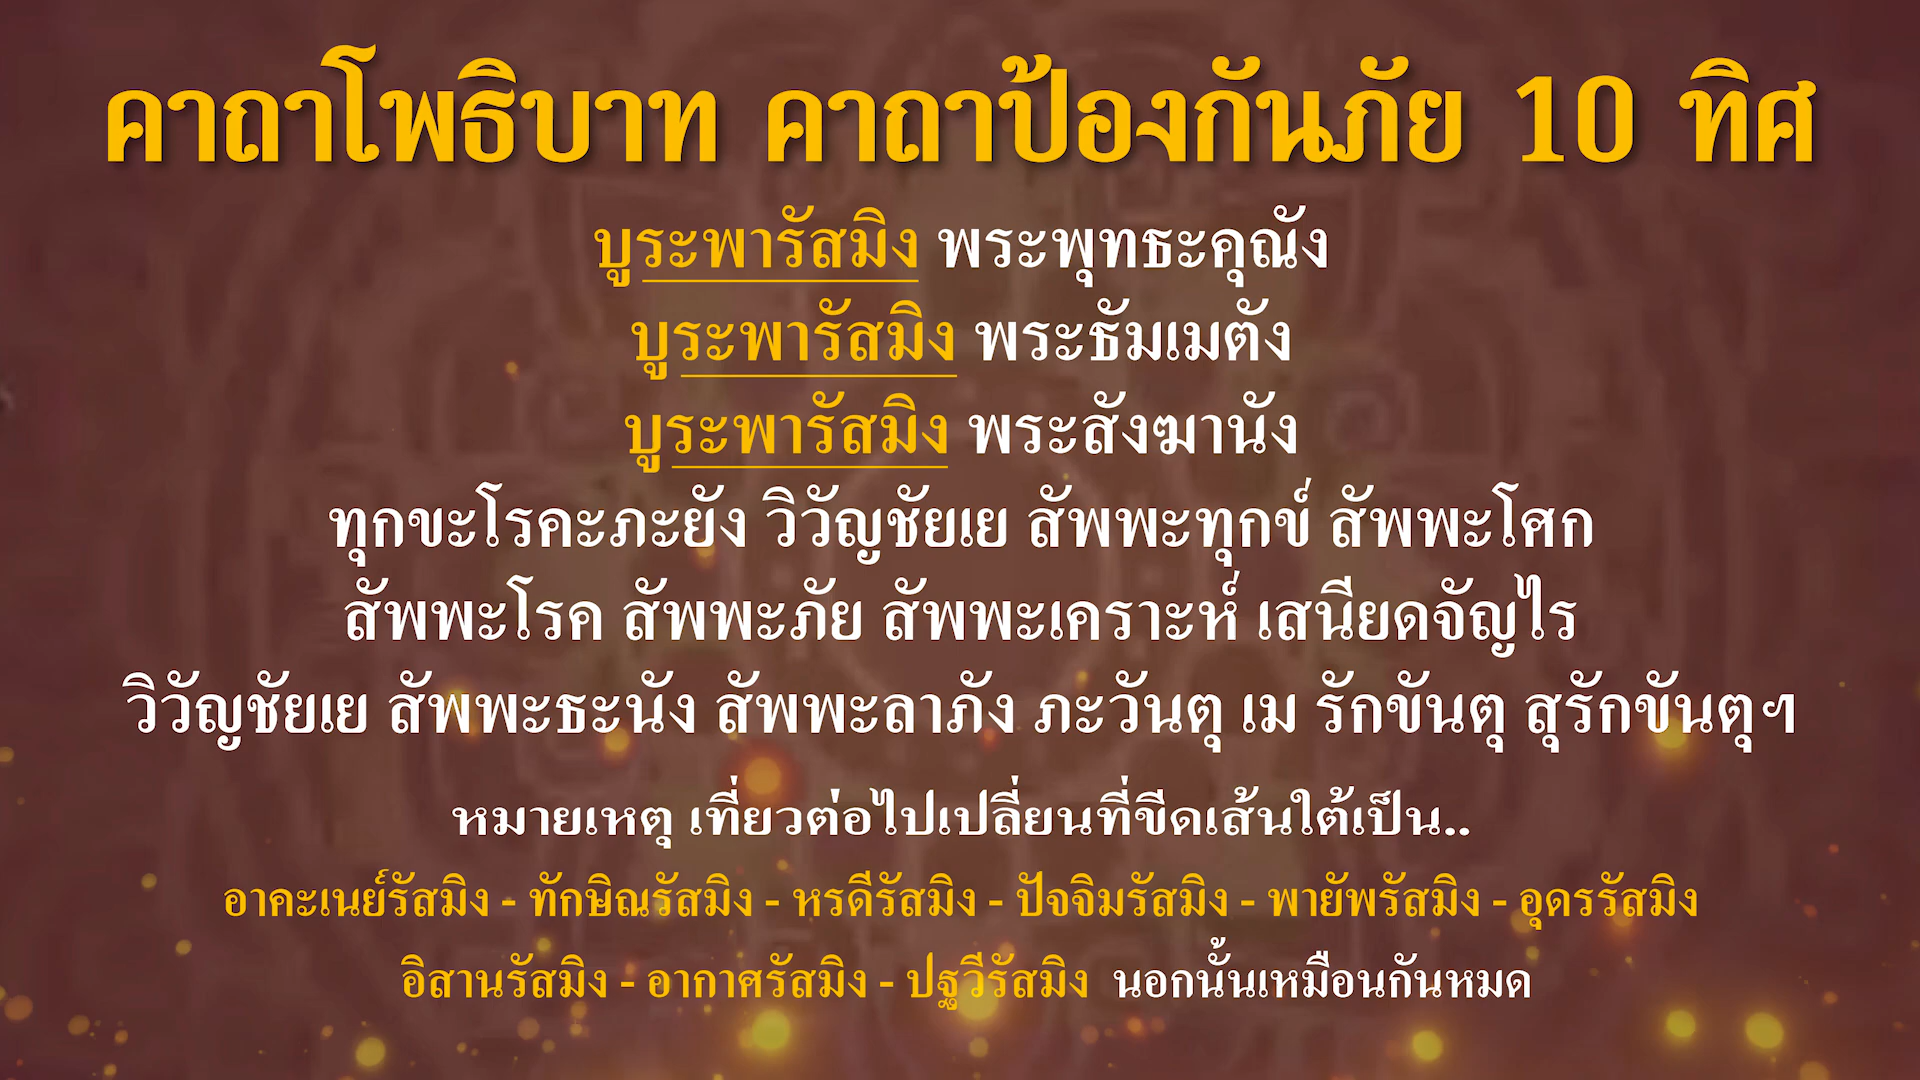 คาถาโพธิบาท คาถาป้องกันภัย 10 ทิศ
บูระพารัสมิง พระพุทธะคุณัง
บูระพารัสมิง พระธัมเมตัง
บูระพารัสมิง พระสังฆานัง
ทุกขะโรคะภะยัง วิวัญชัยเย สัพพะทุกข์ สัพพะโศก
สัพพะโรค สัพพะภัย สัพพะเคราะห์ เสนียดจัญไร
วิวัญชัยเย สัพพะธะนัง สัพพะลาภัง ภะวันตุ เม รักขันตุ สุรักขันตุฯ
หมายเหตุ เที่ยวต่อไปเปลี่ยนที่ขีดเส้นใต้เป็น..
อาคะเนย์รัสมิง - ทักษิณรัสมิง - หรดีรัสมิง - ปัจจิมรัสมิง - พายัพรัสมิง - อุดรรัสมิง
อิสานรัสมิง - อากาศรัสมิง - ปฐวีรัสมิง นอกนั้นเหมือนกันหมด